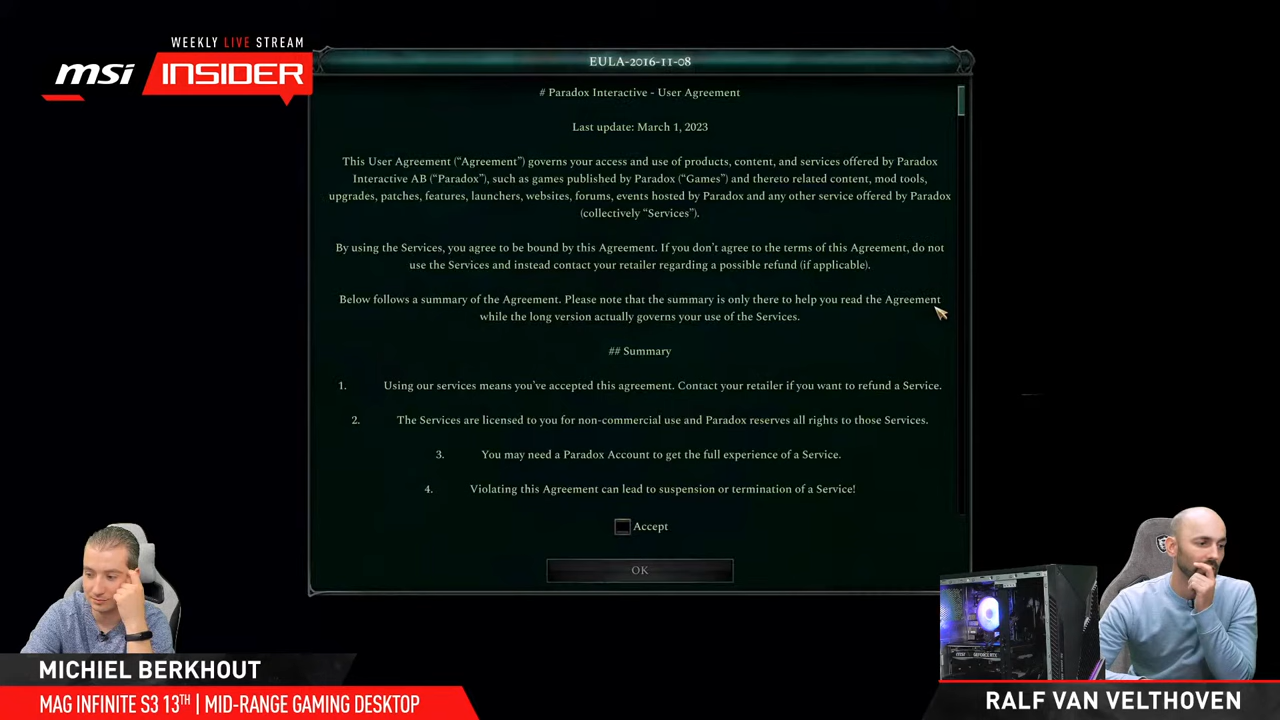 WEEKLY LIVE STREAM
msi INSIDER
EULA-2016-11-08
# Paradox Interactive - User Agreement
Last update: March 1, 2023
This User Agreement (“Agreement”) governs your access and use of products, content, and services offered by Paradox
Interactive AB (“Paradox”), such as games published by Paradox (“Games”) and thereto related content, mod tools,
upgrades, patches, features, launchers, websites, forums, events hosted by Paradox and any other service offered by Paradox
(collectively “Services”).
By using the Services, you agree to be bound by this Agreement. If you don’t agree to the terms of this Agreement, do not
use the Services and instead contact your retailer regarding a possible refund (if applicable).
Below follows a summary of the Agreement. Please note that the summary is only there to help you read the Agreement
while the long version actually governs your use of the Services.
## Summary
1. Using our services means you’ve accepted this agreement. Contact your retailer if you want to refund a Service.
2. The Services are licensed to you for non-commercial use and Paradox reserves all rights to those Services.
3. You may need a Paradox Account to get the full experience of a Service.
4. Violating this Agreement can lead to suspension or termination of a Service!
Accept
OK
MICHIEL BERKHOUT
MAG INFINITE S3 13TH | MID-RANGE GAMING DESKTOP
msi GEFORCE RTX
RALF VAN VELTHOVEN